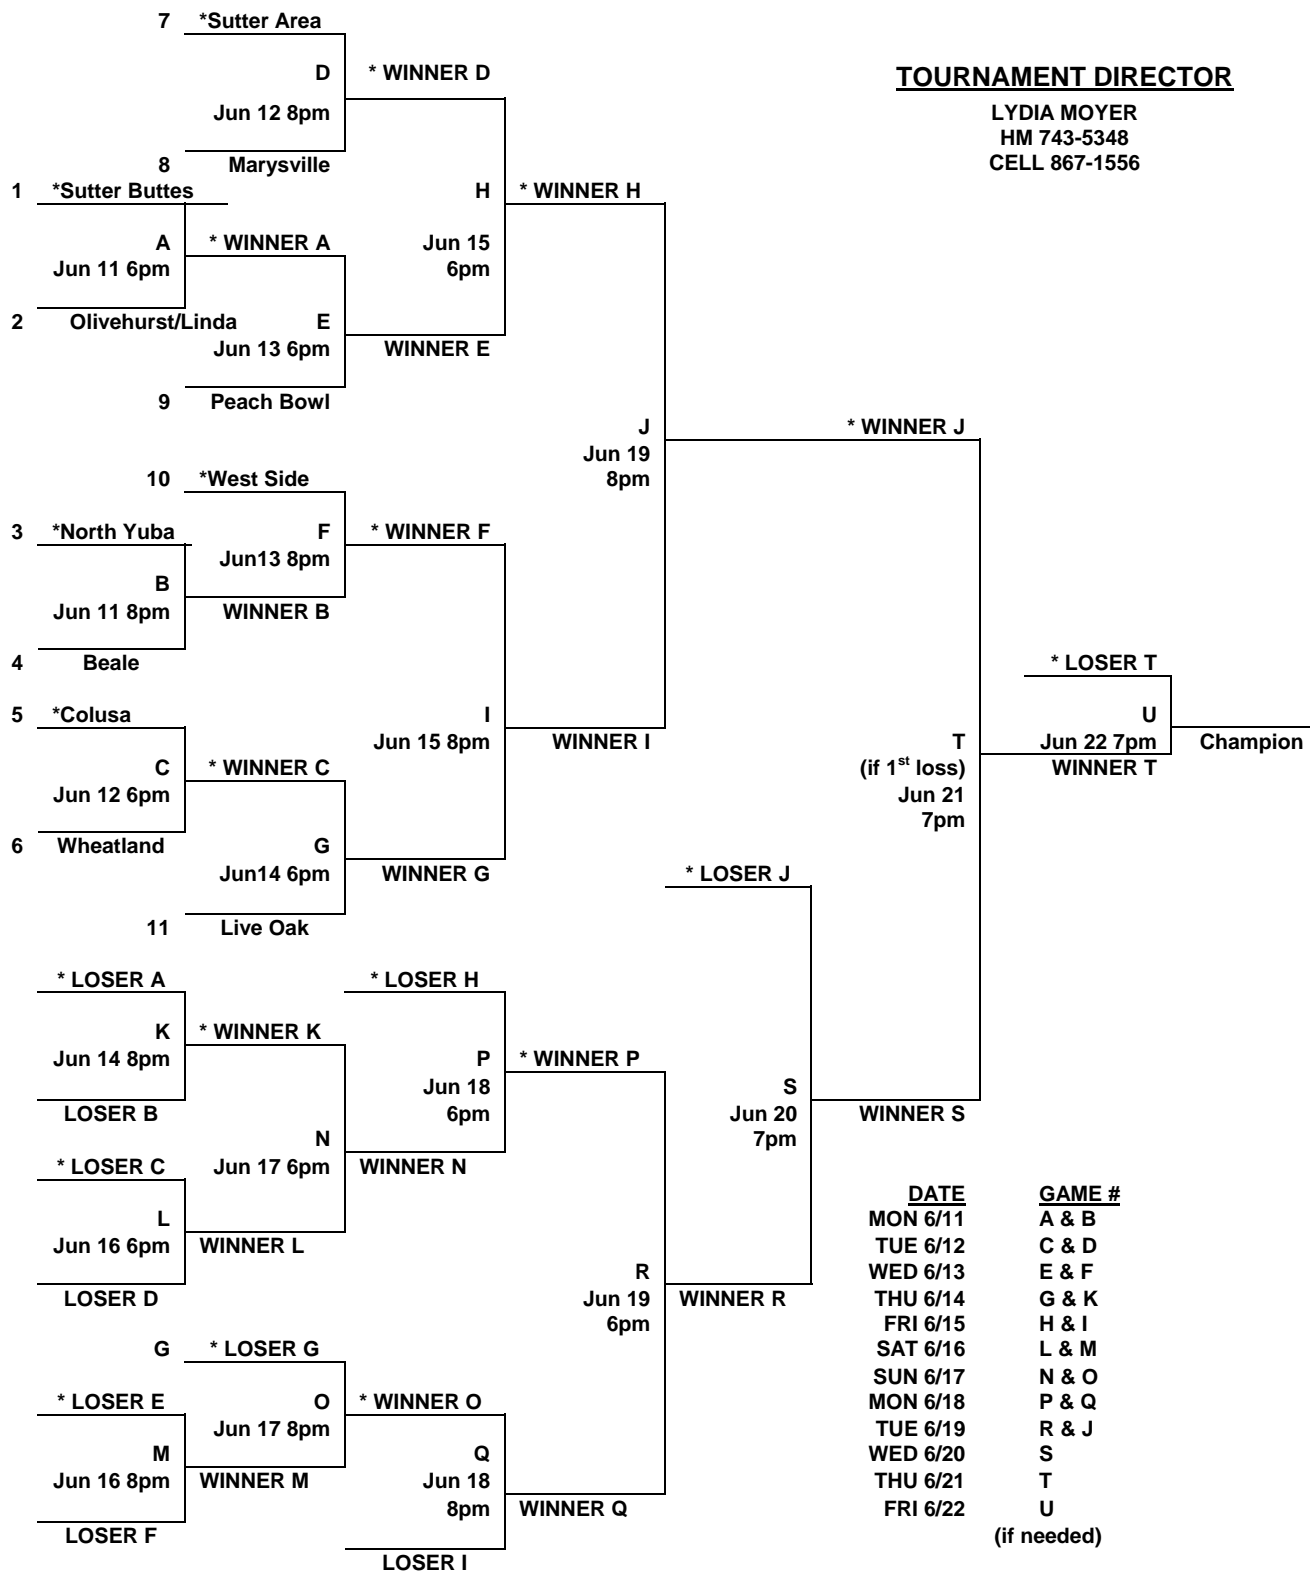 7 *Sutter Area
D * WINNER D
TOURNAMENT DIRECTOR
Jun 12 8pm
LYDIA MOYER
HM 743-5348
CELL 867-1556
8 Marysville
1 *Sutter Buttes
H * WINNER H
A * WINNER A
Jun 11 6pm
Jun 15
6pm
2 Olivehurst/Linda
E
Jun 13 6pm
WINNER E
9 Peach Bowl
J * WINNER J
Jun 19
8pm
10 *West Side
3 *North Yuba
F * WINNER F
Jun13 8pm
B
Jun 11 8pm
WINNER B
4 Beale
* LOSER T
5 *Colusa
I
Jun 15 8pm
WINNER I
U
Jun 22 7pm
Champion
T
(if 1st loss)
Jun 21
7pm
WINNER T
C * WINNER C
Jun 12 6pm
6 Wheatland
G
Jun14 6pm
WINNER G
* LOSER J
11 Live Oak
* LOSER A
* LOSER H
K * WINNER K
Jun 14 8pm
P * WINNER P
Jun 18
6pm
LOSER B
S
Jun 20
7pm
WINNER S
N
Jun 17 6pm
WINNER N
* LOSER C
L
Jun 16 6pm
WINNER L
LOSER D
R
Jun 19
6pm
WINNER R
DATE GAME #
MON 6/11 A & B
TUE 6/12 C & D
WED 6/13 E & F
THU 6/14 G & K
FRI 6/15 H & I
SAT 6/16 L & M
SUN 6/17 N & O
MON 6/18 P & Q
TUE 6/19 R & J
WED 6/20 S
THU 6/21 T
FRI 6/22 U
(if needed)
G * LOSER G
* LOSER E
O * WINNER O
Jun 17 8pm
M
Jun 16 8pm
WINNER M
Q
Jun 18
8pm
WINNER Q
LOSER F
LOSER I